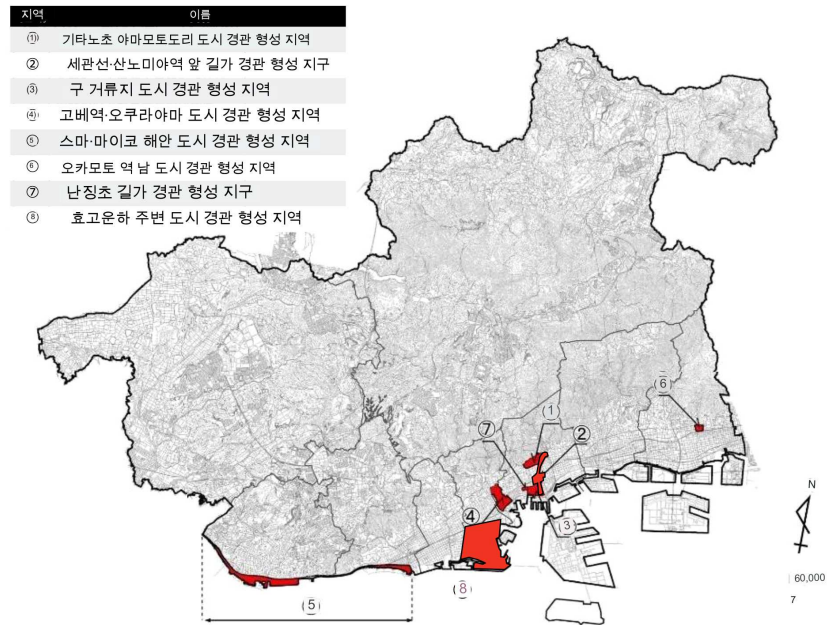 지역 이름
① 기타노초 야마모토도리 도시 경관 형성 지역
② 세관선·산노미야역 앞 길가 경관 형성 지구
(3) 구 거류지 도시 경관 형성 지역
④ 고베역·오쿠라야마 도시 경관 형성 지역
⑤ 스마·마이코 해안 도시 경관 형성 지역
⑥ 오카모토 역 남 도시 경관 형성 지역
⑦ 난징초 길가 경관 형성 지구
⑧ 효고운하 주변 도시 경관 형성 지역
(6)
(1)
⑦
②
N
④
(3)
60,000
(8)
7
(5)